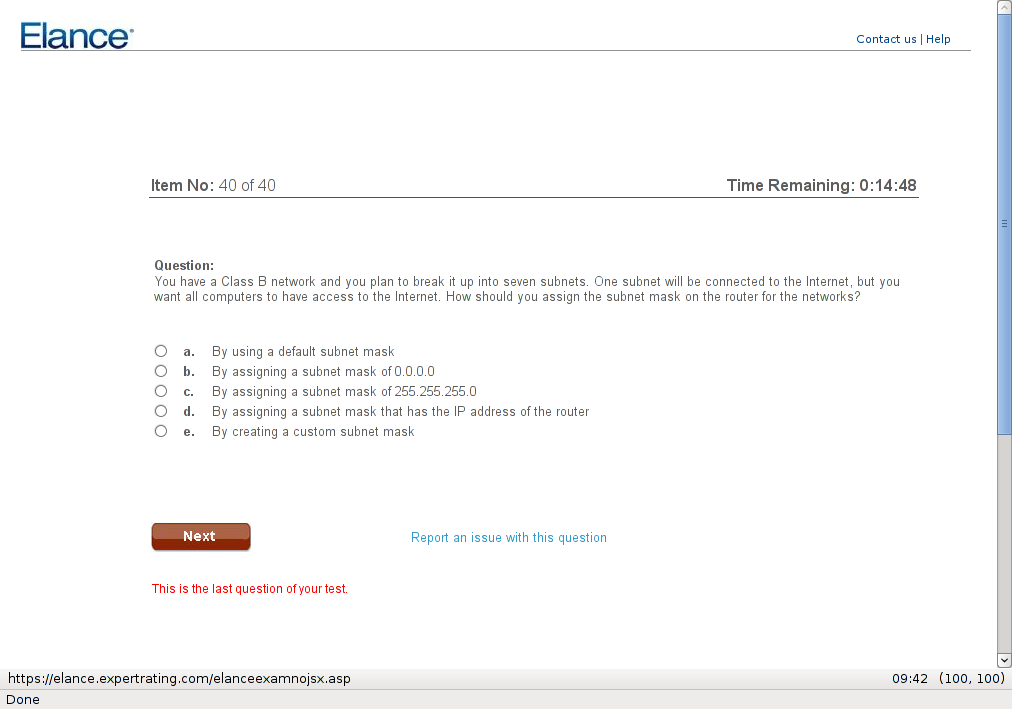 Elance®
Contact us | Help
Item No: 40 of 40
Time Remaining: 0:14:48
Question:
You have a Class B network and you plan to break it up into seven subnets. One subnet will be connected to the Internet, but you
want all computers to have access to the Internet. How should you assign the subnet mask on the router for the networks?
a. By using a default subnet mask
b. By assigning a subnet mask of 0.0.0.0
c. By assigning a subnet mask of 255.255.255.0
d. By assigning a subnet mask that has the IP address of the router
e. By creating a custom subnet mask
Next
Report an issue with this question
This is the last question of your test.
https://elance.expertrating.com/elanceexamnojsx.asp
09:42 (100, 100)
Done